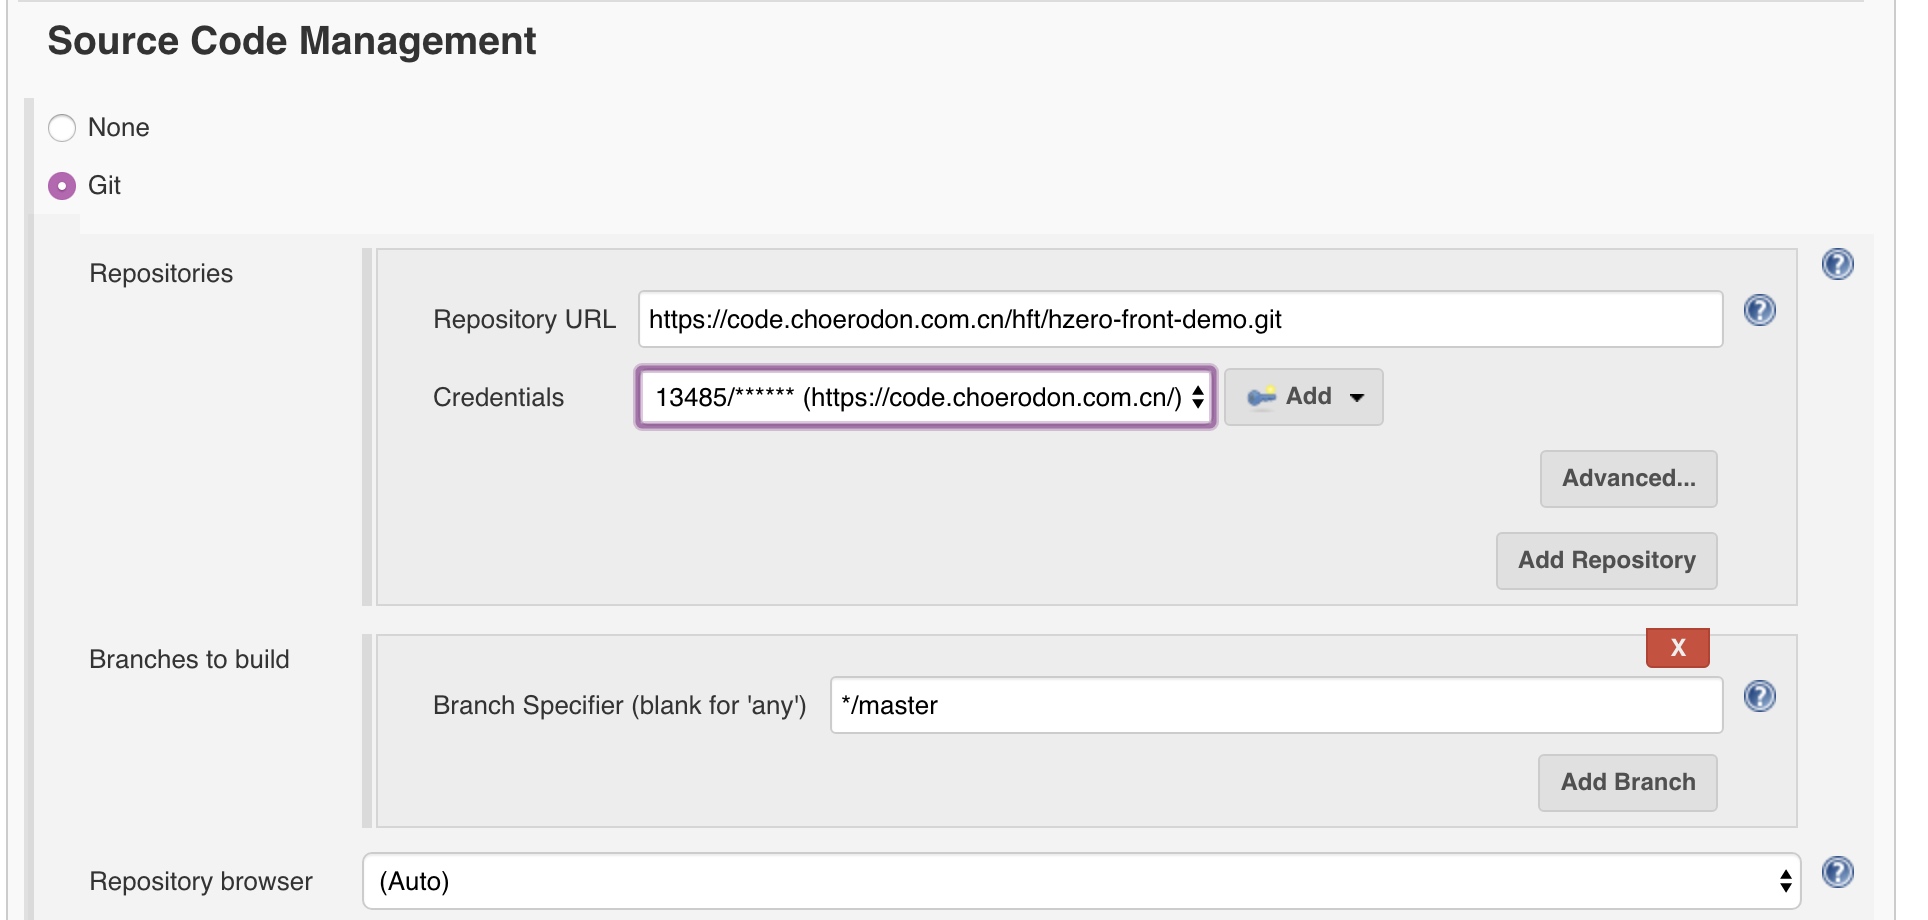 Source Code Management
None
Git
Repositories
Repository URL https://code.choerodon.com.cn/hft/hzero-front-demo.git
Credentials 13485/****** (https://code.choerodon.com.cn/) Add
Advanced...
Add Repository
Branches to build
X
Branch Specifier (blank for 'any') */master
Add Branch
Repository browser (Auto)